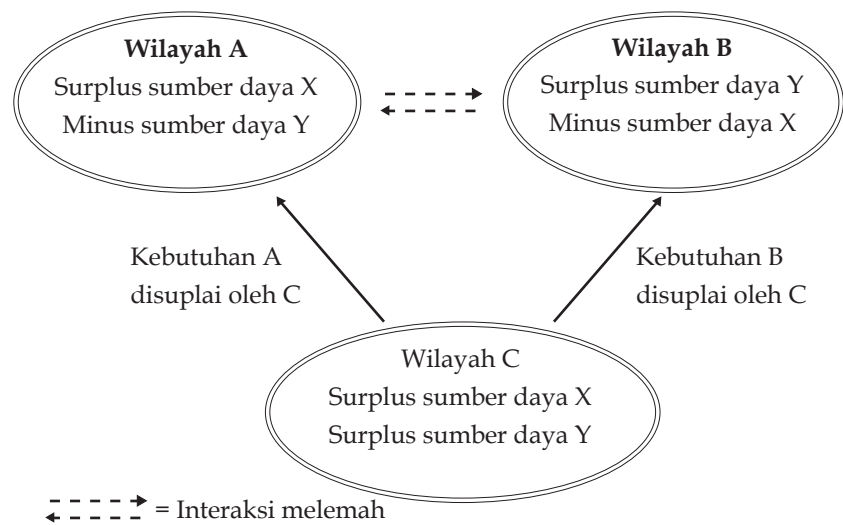 Wilayah A
Surplus sumber daya X
Minus sumber daya Y
Wilayah B
Surplus sumber daya Y
Minus sumber daya X
Kebutuhan A
disuplai oleh C
Kebutuhan B
disuplai oleh C
Wilayah C
Surplus sumber daya X
Surplus sumber daya Y
= Interaksi melemah